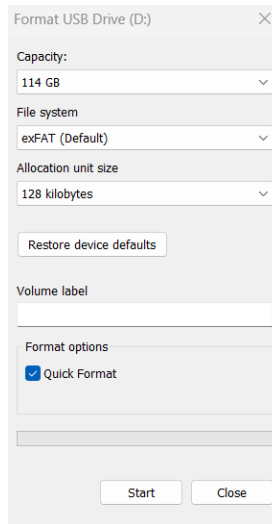 Format USB Drive (D:)
Capacity:
114 GB
File system
exFAT (Default)
Allocation unit size
128 kilobytes
Restore device defaults
Volume label
Format options
Quick Format
Start Close